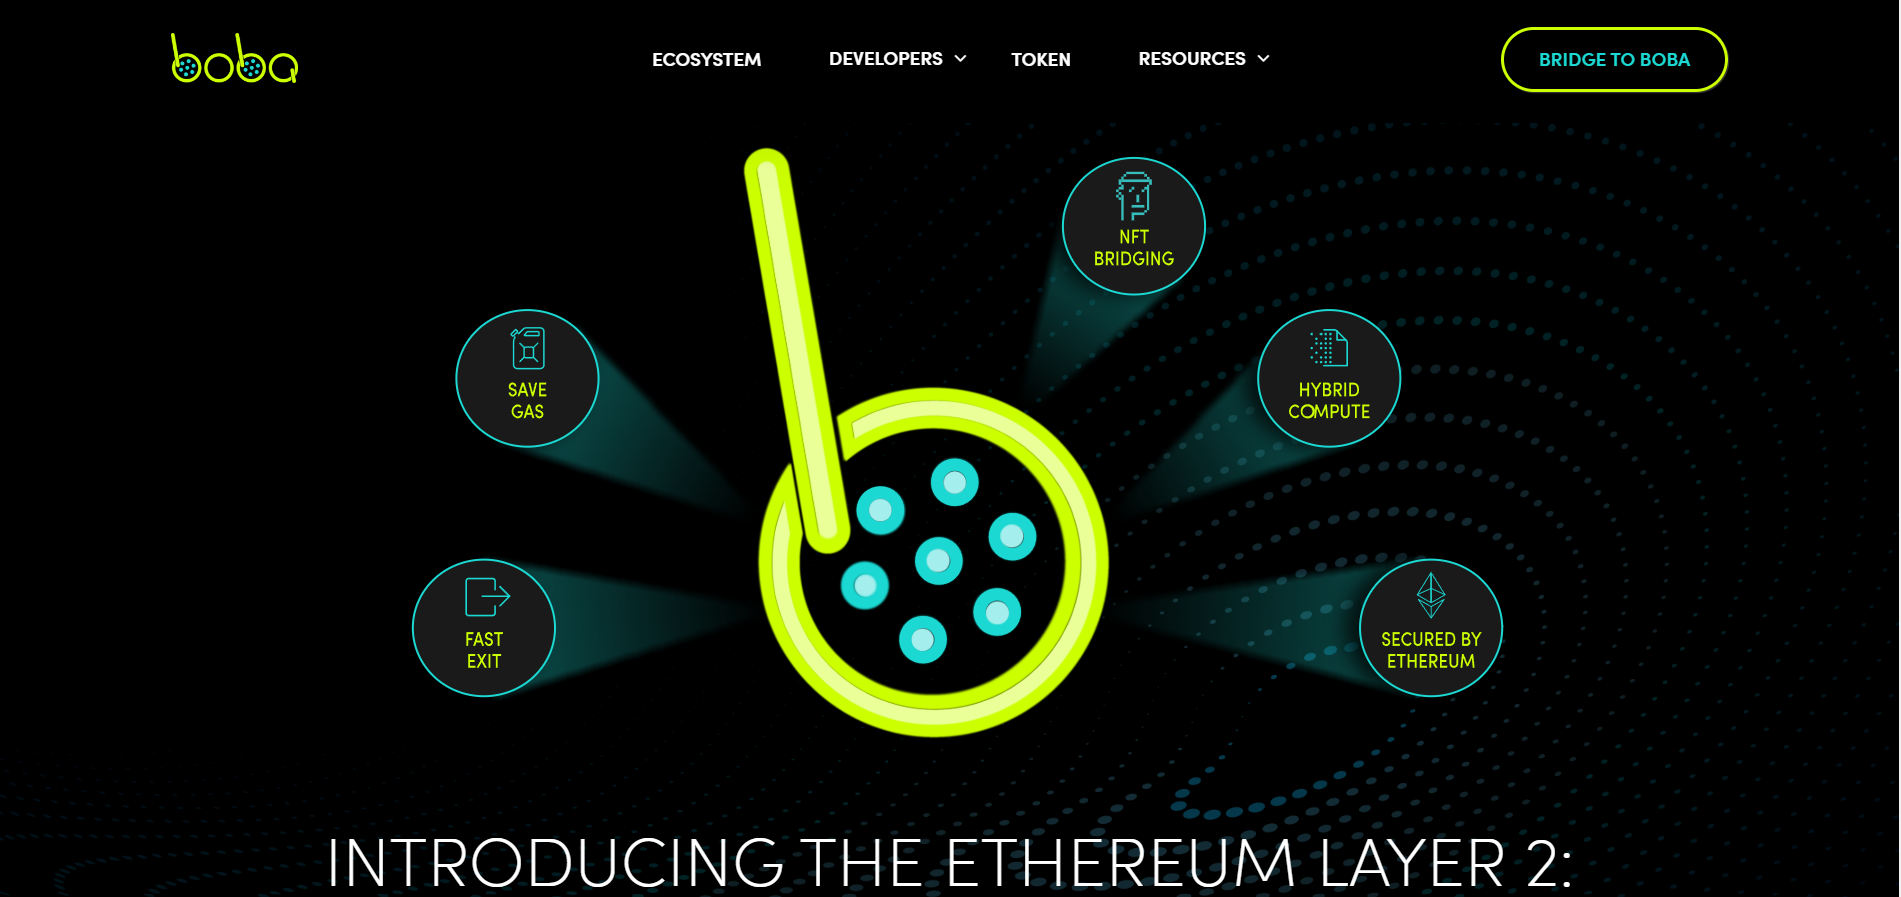 boba
ECOSYSTEM
DEVELOPERS
TOKEN
RESOURCES
BRIDGE TO BOBA
NFT
BRIDGING
SAVE
GAS
HYBRID
COMPUTE
FAST
EXIT
SECURED BY
ETHEREUM
INTRODUCING THE ETHEREUM LAYER 2: